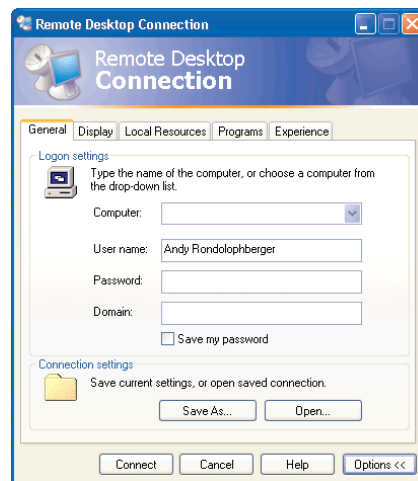 Remote Desktop Connection
Remote Desktop
Connection
General Display Local Resources Programs Experience
Logon settings
Type the name of the computer, or choose a computer from
the drop-down list.
Computer:
User name: Andy Rondolophberger
Password:
Domain:
Save my password
Connection settings
Save current settings, or open saved connection.
Save As... Open...
Connect Cancel Help Options <<